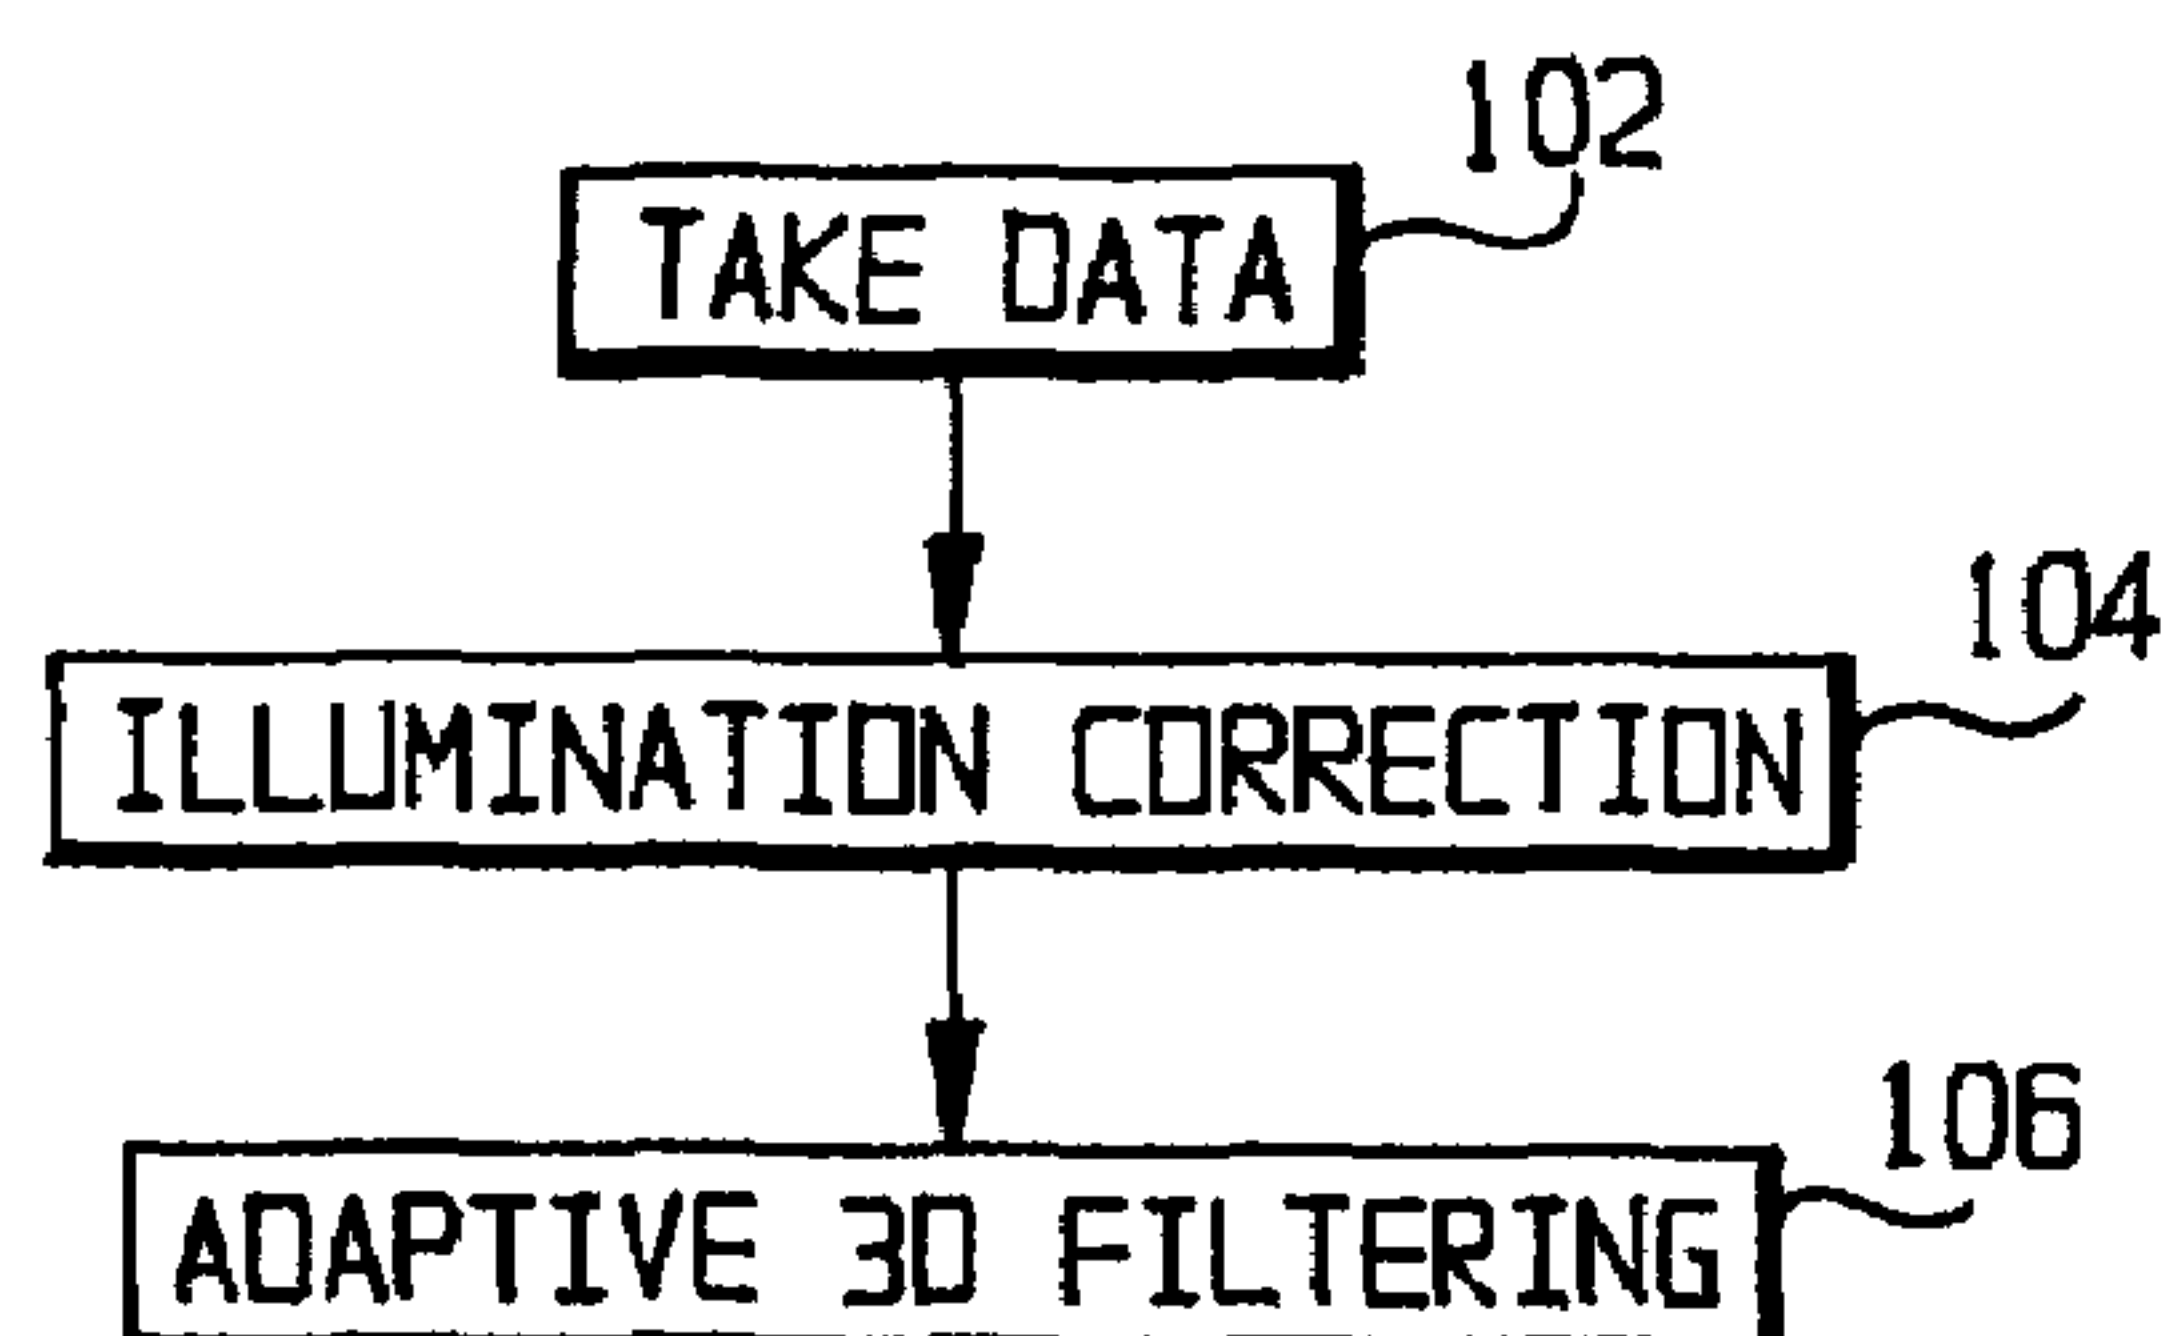 102
TAKE DATA
104
ILLUMINATION CORRECTION
106
ADAPTIVE 3D FILTERING